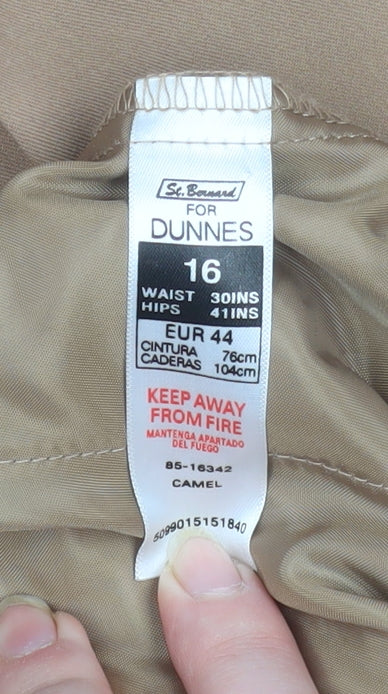 St. Bernard
FOR
DUNNES
16
WAIST 30INS
HIPS 41INS
EUR 44
CINTURA 76cm
CADERAS 104cm
KEEP AWAY
FROM FIRE
MANTENGA APARTADO
DEL FUEGO
85-16342
CAMEL
5099015151840